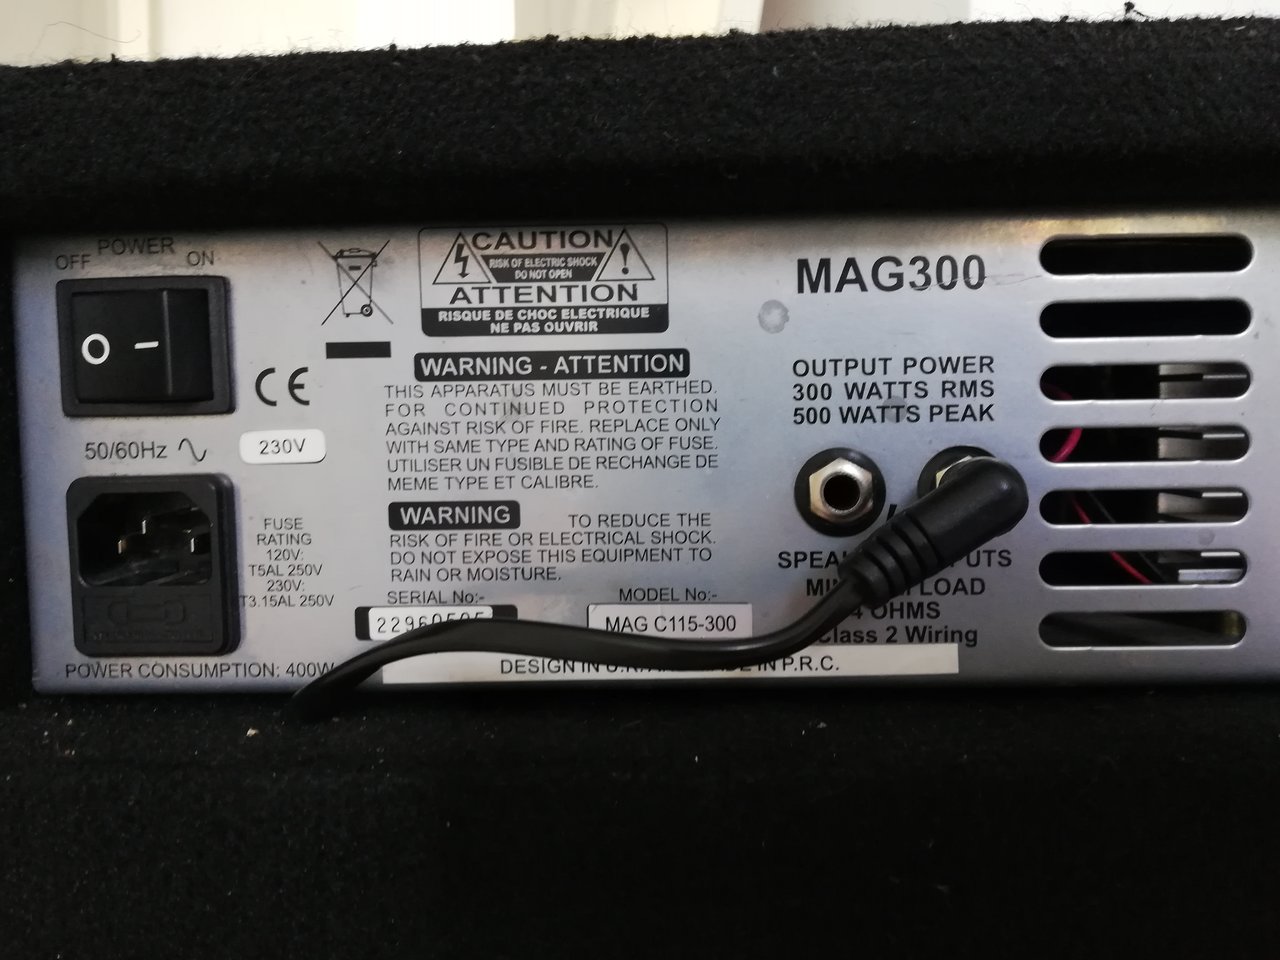 POWER
OFF ON
50/60Hz
230V
FUSE
RATING
120V:
T5AL 250V
230V:
T3.15AL 250V
POWER CONSUMPTION: 400W
CE
CAUTION
RISK OF ELECTRIC SHOCK
DO NOT OPEN
ATTENTION
RISQUE DE CHOC ELECTRIQUE
NE PAS OUVRIR
WARNING - ATTENTION
THIS APPARATUS MUST BE EARTHED.
FOR CONTINUED PROTECTION
AGAINST RISK OF FIRE. REPLACE ONLY
WITH SAME TYPE AND RATING OF FUSE.
UTILISER UN FUSIBLE DE RECHANGE DE
MEME TYPE ET CALIBRE.
WARNING TO REDUCE THE
RISK OF FIRE OR ELECTRICAL SHOCK.
DO NOT EXPOSE THIS EQUIPMENT TO
RAIN OR MOISTURE.
SERIAL No:-
MODEL No:-
MAG C115-300
DESIGN IN IN P.R.C.
MAG300
OUTPUT POWER
300 WATTS RMS
500 WATTS PEAK
LOAD
4 OHMS
Class 2 Wiring